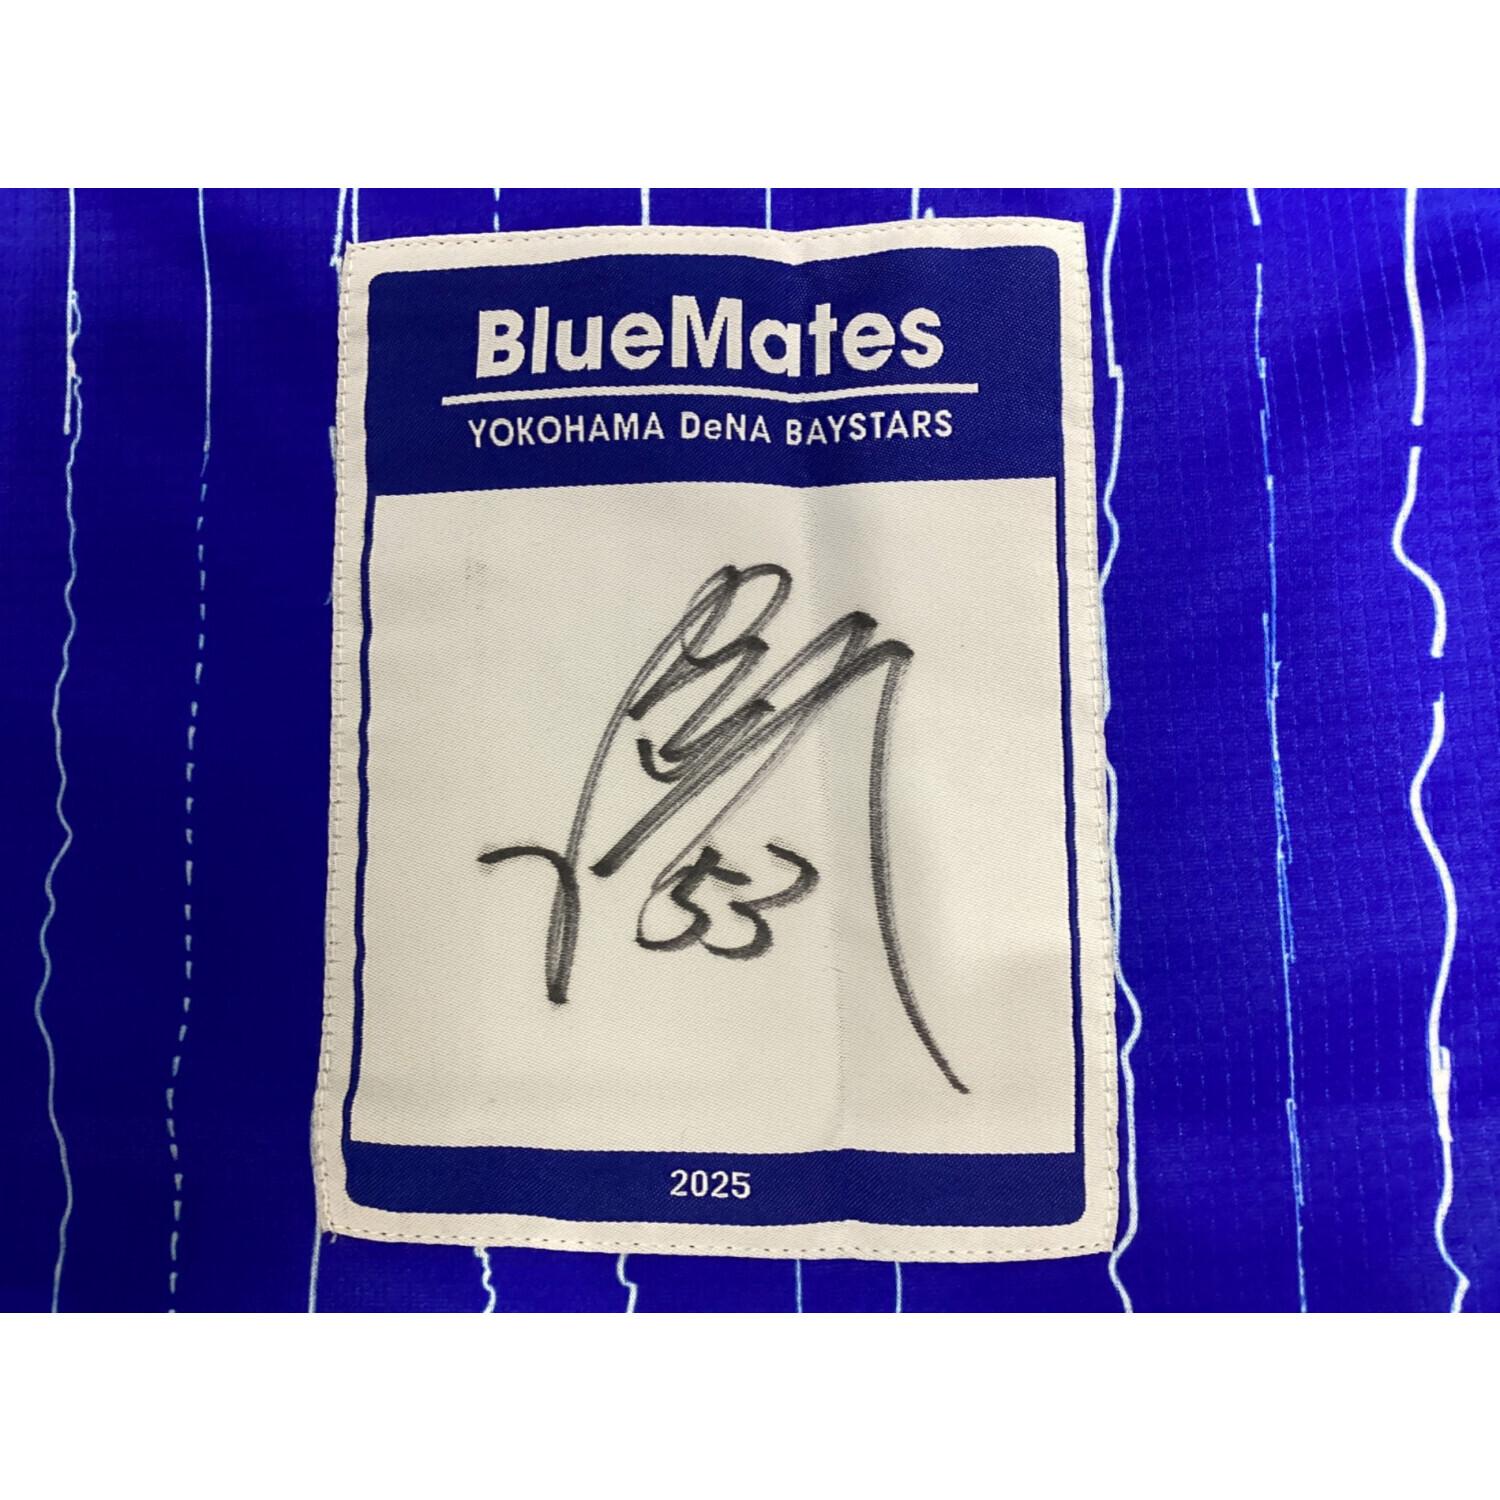 BlueMates
YOKOHAMA DeNA BAYSTARS
53
2025